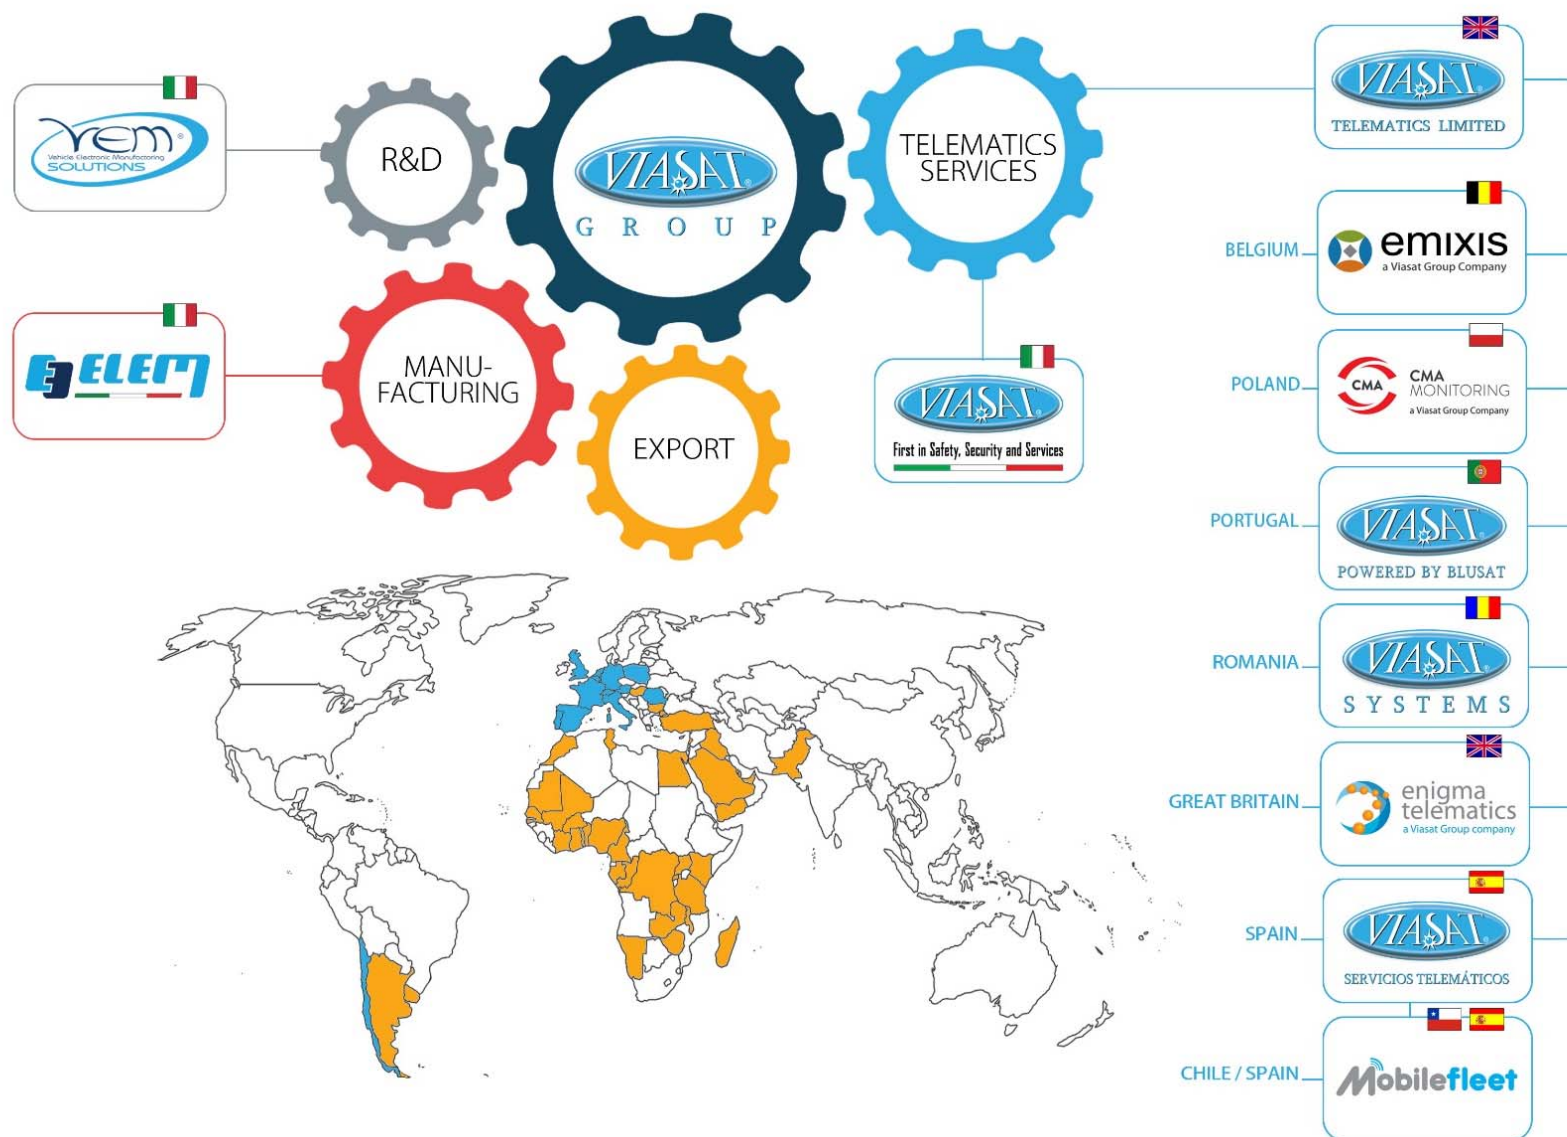 VEM®
Vehicle Electronic Manufacturing
SOLUTIONS
R&D
VIASAT®
G R O U P
TELEMATICS
SERVICES
VIASAT®
TELEMATICS LIMITED
BELGIUM
emixis
a Viasat Group Company
ELEM
MANU-
FACTURING
EXPORT
VIASAT®
First in Safety, Security and Services
POLAND
CMA
CMA
MONITORING
a Viasat Group Company
PORTUGAL
VIASAT®
POWERED BY BLUSAT
ROMANIA
VIASAT®
S Y S T E M S
GREAT BRITAIN
enigma
telematics
a Viasat Group company
SPAIN
VIASAT®
SERVICIOS TELEMÁTICOS
CHILE / SPAIN
Mobilefleet